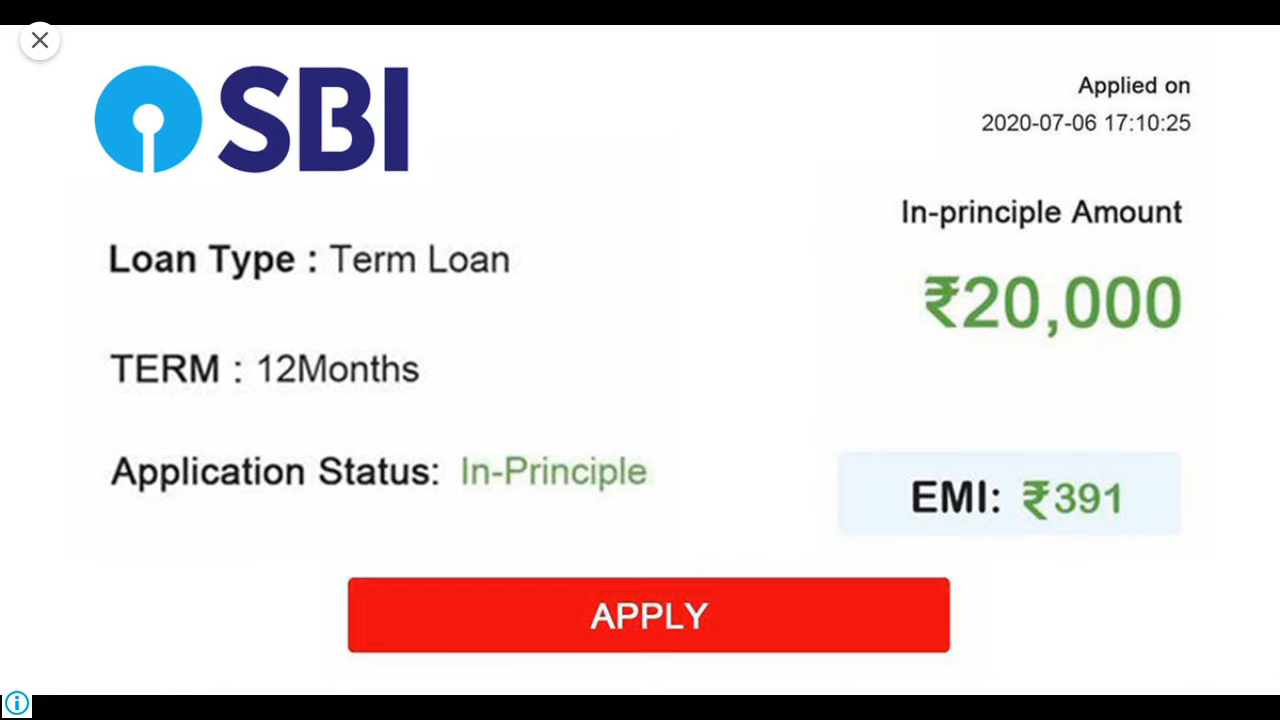 SBI
Applied on
2020-07-06 17:10:25
In-principle Amount
₹20,000
Loan Type : Term Loan
TERM : 12Months
Application Status: In-Principle
EMI: ₹391
APPLY